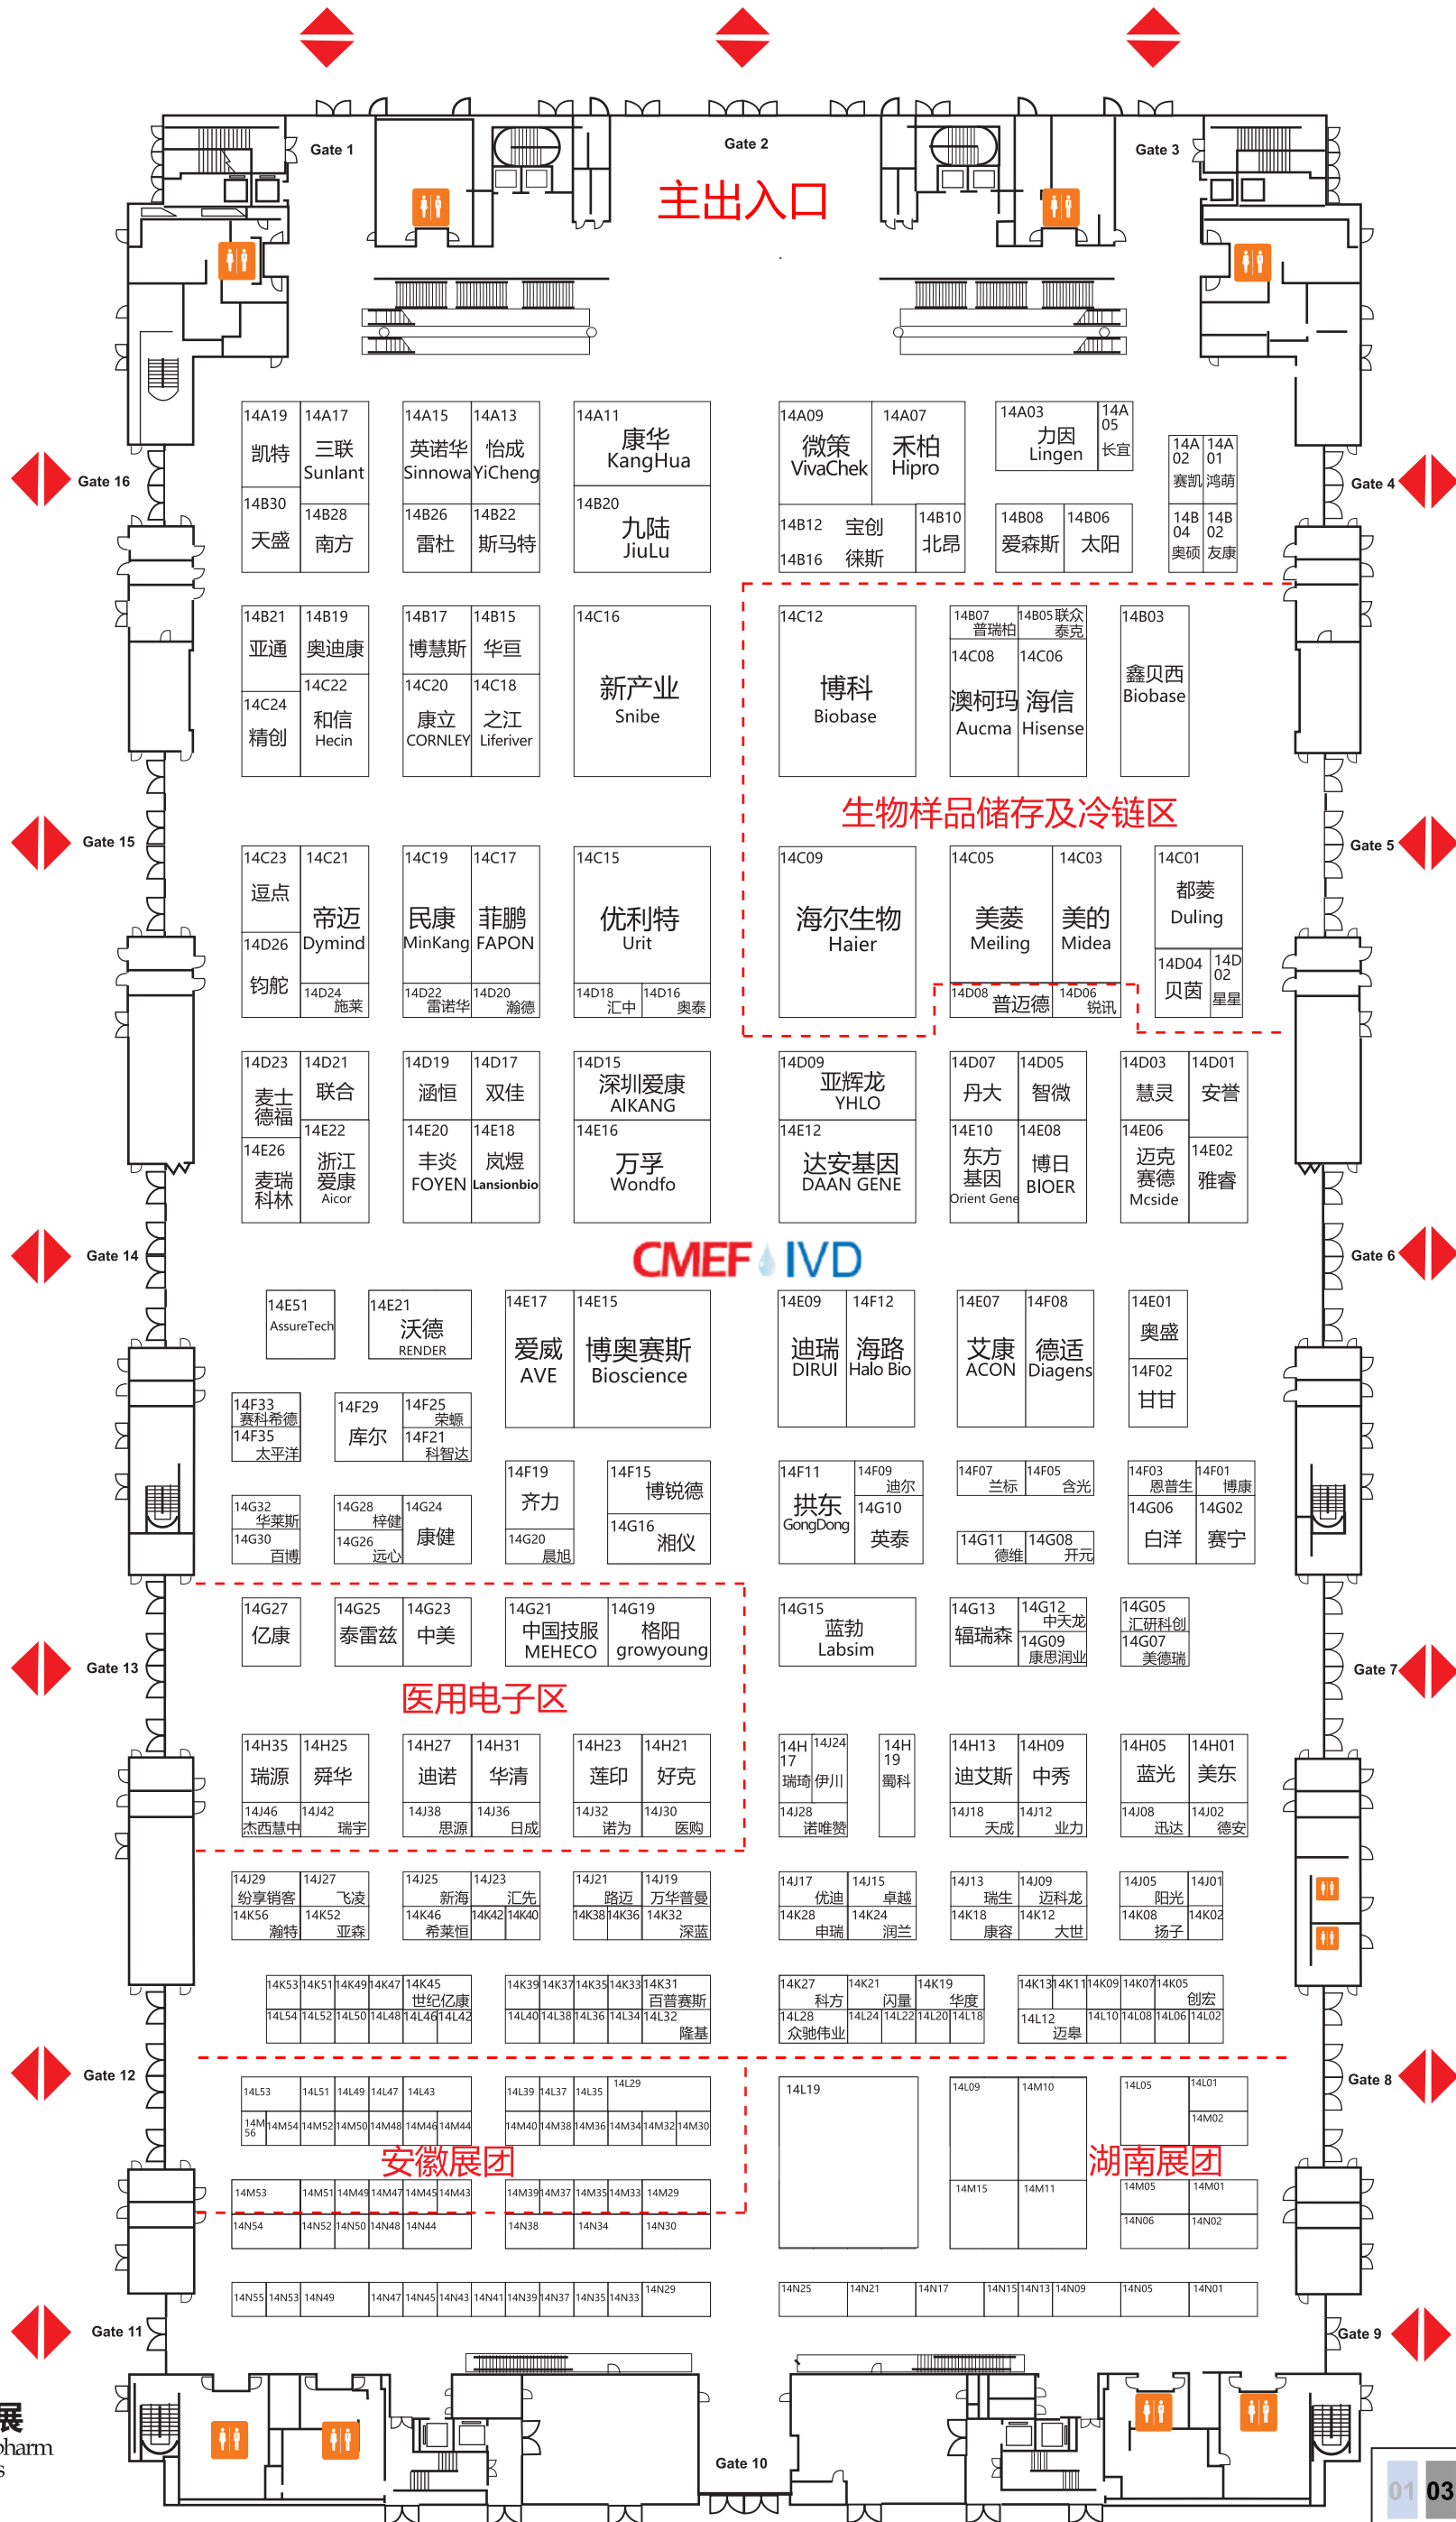 Gate 1
Gate 2
Gate 3
主出入口
14A19
14A17
14A15
14A13
14A11
14A09
14A07
14A03
14A
05
凯特
三联
Sunlant
英诺华
Sinnowa
怡成
YiCheng
康华
KangHua
微策
VivaChek
禾柏
Hipro
力因
Lingen
长宜
14A
02
赛凯
14A
01
鸿萌
Gate 16
Gate 4
14B30
天盛
14B28
南方
14B26
雷杜
14B22
斯马特
14B20
九陆
JiuLu
14B12 宝创
14B16 徕斯
14B10
北昂
14B08
爱森斯
14B06
太阳
14B
04
奥硕
14B
02
友康
14B21
亚通
14B19
奥迪康
14B17
博慧斯
14B15
华亘
14C16
新产业
Snibe
14C12
博科
Biobase
14B07
普瑞柏
14B05 联众
泰克
14B03
鑫贝西
Biobase
14C24
精创
14C22
和信
Hecin
14C20
康立
CORNLEY
14C18
之江
Liferiver
14C08
澳柯玛
Aucma
14C06
海信
Hisense
生物样品储存及冷链区
Gate 15
Gate 5
14C23
逗点
14C21
帝迈
Dymind
14C19
民康
MinKang
14C17
菲鹏
FAPON
14C15
优利特
Urit
14C09
海尔生物
Haier
14C05
美菱
Meiling
14C03
美的
Midea
14C01
都菱
Duling
14D26
钧舵
14D24
施莱
14D22
雷诺华
14D20
瀚德
14D18
汇中
14D16
奥泰
14D08
普迈德
14D06
锐讯
14D04
贝茵
14D
02
星星
14D23
麦士
德福
14D21
联合
14D19
涵恒
14D17
双佳
14D15
深圳爱康
AIKANG
14D09
亚辉龙
YHLO
14D07
丹大
14D05
智微
14D03
慧灵
14D01
安誉
14E26
麦瑞
科林
14E22
浙江
爱康
Aicor
14E20
丰炎
FOYEN
14E18
岚煜
Lansionbio
14E16
万孚
Wondfo
14E12
达安基因
DAAN GENE
14E10
东方
基因
Orient Gene
14E08
博日
BIOER
14E06
迈克
赛德
Mcside
14E02
雅睿
Gate 14
CMEF IVD
Gate 6
14E51
AssureTech
14E21
沃德
RENDER
14E17
爱威
AVE
14E15
博奥赛斯
Bioscience
14E09
迪瑞
DIRUI
14F12
海路
Halo Bio
14E07
艾康
ACON
14F08
德适
Diagens
14E01
奥盛
14F02
甘甘
14F33
赛科希德
14F35
太平洋
14F29
库尔
14F25
荣螈
14F21
科智达
14F19
齐力
14F15
博锐德
14F11
拱东
GongDong
14F09
迪尔
14F07
兰标
14F05
含光
14F03
恩普生
14F01
博康
14G32
华莱斯
14G30
百博
14G28
梓健
14G26
远心
14G24
康健
14G20
晨旭
14G16
湘仪
14G10
英泰
14G11
德维
14G08
开元
14G06
白洋
14G02
赛宁
14G27
亿康
14G25
泰雷兹
14G23
中美
14G21
中国技服
MEHECO
14G19
格阳
growyoung
14G15
蓝勃
Labsim
14G13
辐瑞森
14G12
中天龙
14G09
康思润业
14G05
汇研科创
14G07
美德瑞
Gate 13
医用电子区
Gate 7
14H35
瑞源
14H25
舜华
14H27
迪诺
14H31
华清
14H23
莲印
14H21
好克
14H
17
瑞琦
14J24
伊川
14H
19
蜀科
14H13
迪艾斯
14H09
中秀
14H05
蓝光
14H01
美东
14J46
杰西慧中
14J42
瑞宇
14J38
思源
14J36
日成
14J32
诺为
14J30
医购
14J28
诺唯赞
14J18
天成
14J12
业力
14J08
迅达
14J02
德安
14J29
纷享销客
14J27
飞凌
14J25
新海
14J23
汇先
14J21
路迈
14J19
万华普曼
14J17
优迪
14J15
卓越
14J13
瑞生
14J09
迈科龙
14J05
阳光
14J01
14K56
瀚特
14K52
亚森
14K46
希莱恒
14K42
14K40
14K38
14K36
14K32
深蓝
14K28
申瑞
14K24
润兰
14K18
康容
14K12
大世
14K08
扬子
14K02
14K53
14K51
14K49
14K47
14K45
世纪亿康
14K39
14K37
14K35
14K33
14K31
百普赛斯
14K27
科方
14K21
闪量
14K19
华度
14K13
14K11
14K09
14K07
14K05
创宏
14L54
14L52
14L50
14L48
14L46
14L42
14L40
14L38
14L36
14L34
14L32
隆基
14L28
众驰伟业
14L24
14L22
14L20
14L18
14L12
迈皋
14L10
14L08
14L06
14L02
Gate 12
Gate 8
14L53
14L51
14L49
14L47
14L43
14L39
14L37
14L35
14L29
14L19
14L09
14M10
14L05
14L01
14M
56
14M54
14M52
14M50
14M48
14M46
14M44
14M40
14M38
14M36
14M34
14M32
14M30
14M02
安徽展团
湖南展团
14M53
14M51
14M49
14M47
14M45
14M43
14M39
14M37
14M35
14M33
14M29
14M15
14M11
14M05
14M01
14N54
14N52
14N50
14N48
14N44
14N38
14N34
14N30
14N06
14N02
14N55
14N53
14N49
14N47
14N45
14N43
14N41
14N39
14N37
14N35
14N33
14N29
14N25
14N21
14N17
14N15
14N13
14N09
14N05
14N01
Gate 11
Gate 9
Gate 10
展
pharm
s
01 03